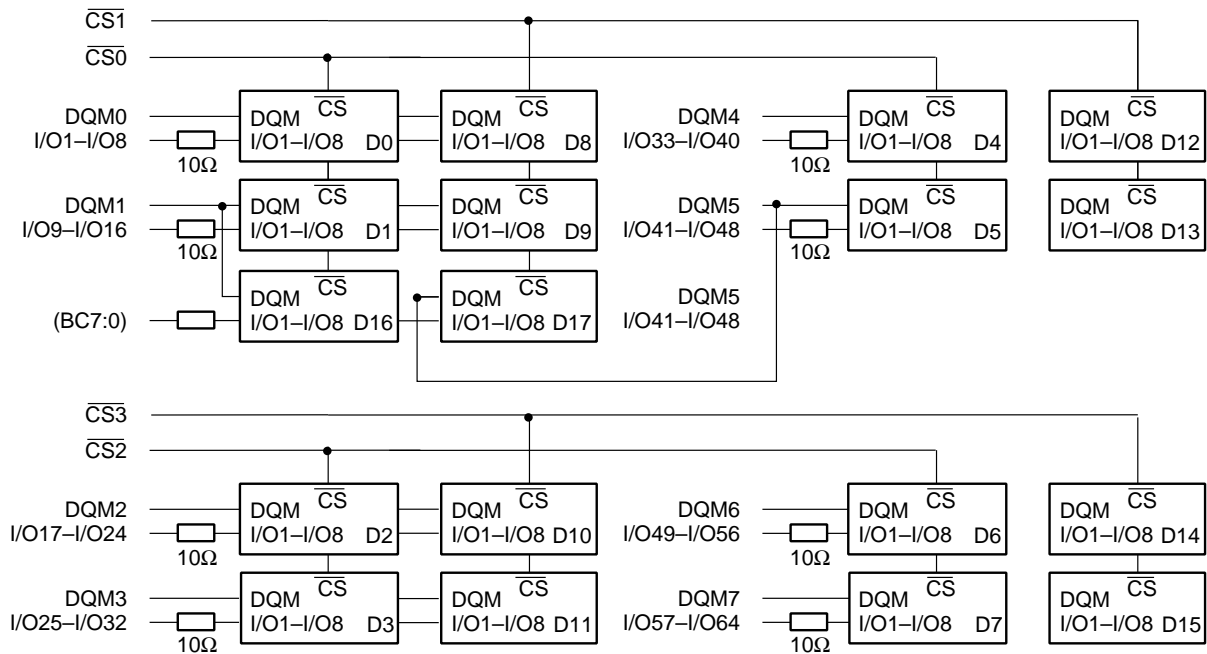 CS1
CS0
DQM0
I/O1–I/O8
10Ω
DQM CS
I/O1–I/O8 D0
DQM CS
I/O1–I/O8 D8
DQM4
I/O33–I/O40
10Ω
DQM CS
I/O1–I/O8 D4
DQM CS
I/O1–I/O8 D12
DQM1
I/O9–I/O16
10Ω
DQM CS
I/O1–I/O8 D1
DQM CS
I/O1–I/O8 D9
DQM5
I/O41–I/O48
10Ω
DQM CS
I/O1–I/O8 D5
DQM CS
I/O1–I/O8 D13
(BC7:0)
DQM CS
I/O1–I/O8 D16
DQM CS
I/O1–I/O8 D17
DQM5
I/O41–I/O48
CS3
CS2
DQM2
I/O17–I/O24
10Ω
DQM CS
I/O1–I/O8 D2
DQM CS
I/O1–I/O8 D10
DQM6
I/O49–I/O56
10Ω
DQM CS
I/O1–I/O8 D6
DQM CS
I/O1–I/O8 D14
DQM3
I/O25–I/O32
10Ω
DQM CS
I/O1–I/O8 D3
DQM CS
I/O1–I/O8 D11
DQM7
I/O57–I/O64
10Ω
DQM CS
I/O1–I/O8 D7
DQM CS
I/O1–I/O8 D15